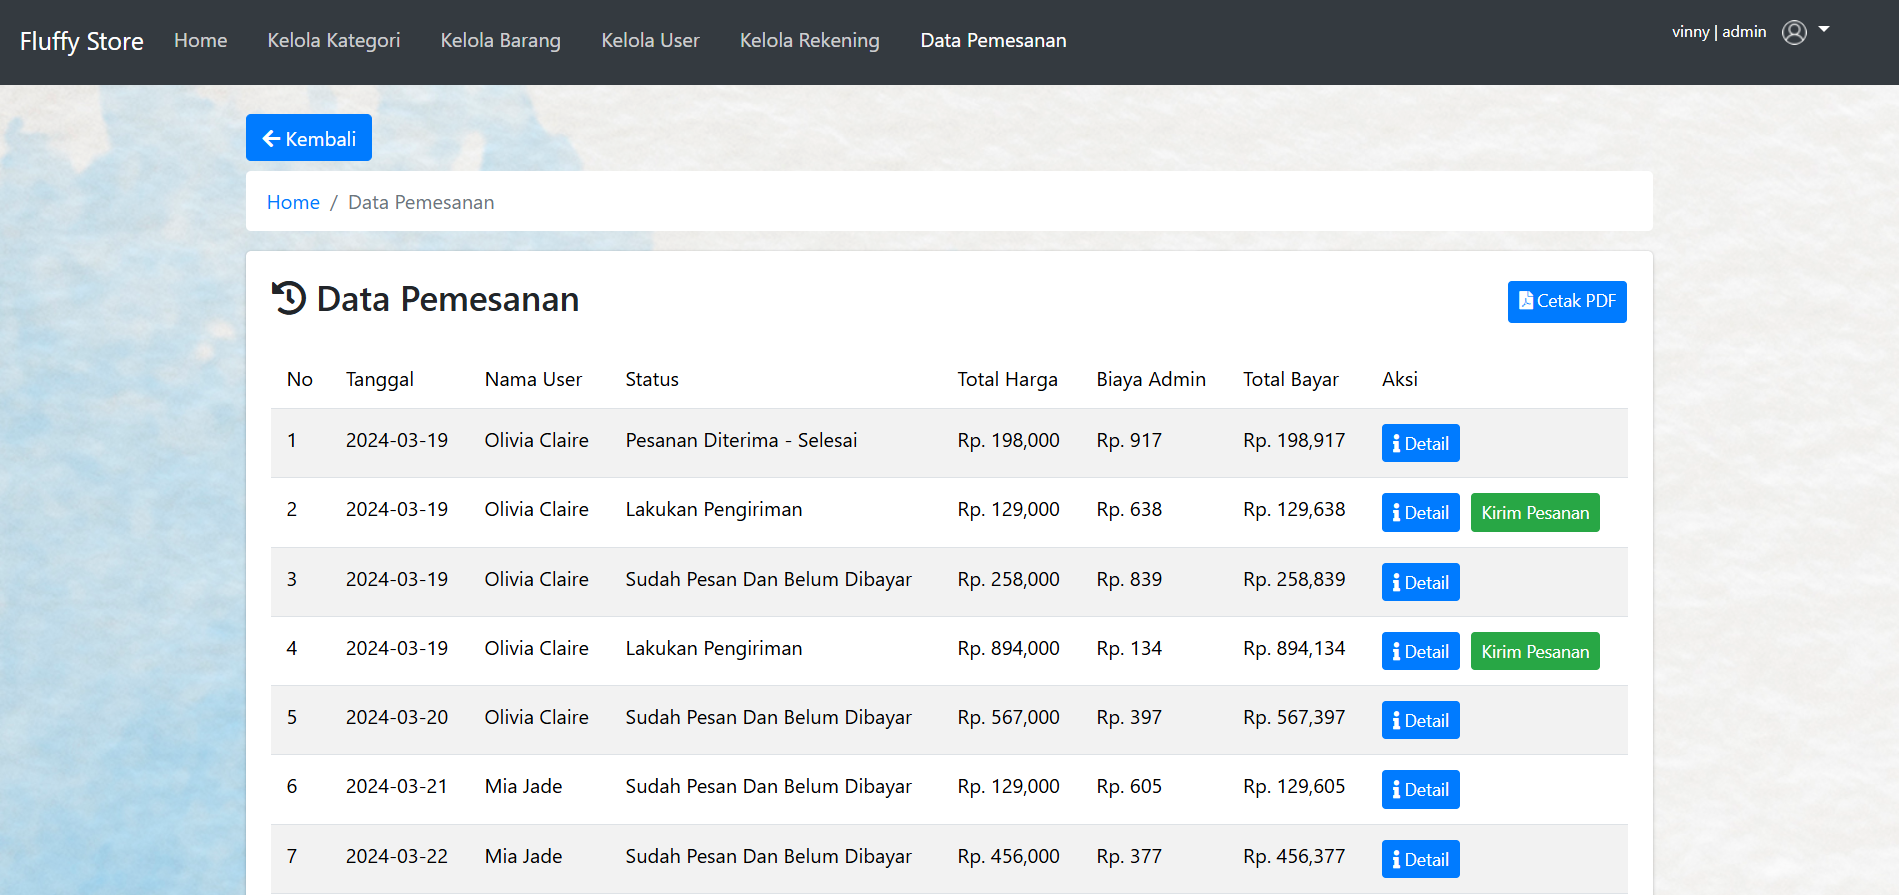 Fluffy Store Home Kelola Kategori Kelola Barang Kelola User Kelola Rekening Data Pemesanan vinny | admin
Kembali
Home / Data Pemesanan
Data Pemesanan Cetak PDF
No Tanggal Nama User Status Total Harga Biaya Admin Total Bayar Aksi
1 2024-03-19 Olivia Claire Pesanan Diterima - Selesai Rp. 198,000 Rp. 917 Rp. 198,917 Detail
2 2024-03-19 Olivia Claire Lakukan Pengiriman Rp. 129,000 Rp. 638 Rp. 129,638 Detail Kirim Pesanan
3 2024-03-19 Olivia Claire Sudah Pesan Dan Belum Dibayar Rp. 258,000 Rp. 839 Rp. 258,839 Detail
4 2024-03-19 Olivia Claire Lakukan Pengiriman Rp. 894,000 Rp. 134 Rp. 894,134 Detail Kirim Pesanan
5 2024-03-20 Olivia Claire Sudah Pesan Dan Belum Dibayar Rp. 567,000 Rp. 397 Rp. 567,397 Detail
6 2024-03-21 Mia Jade Sudah Pesan Dan Belum Dibayar Rp. 129,000 Rp. 605 Rp. 129,605 Detail
7 2024-03-22 Mia Jade Sudah Pesan Dan Belum Dibayar Rp. 456,000 Rp. 377 Rp. 456,377 Detail